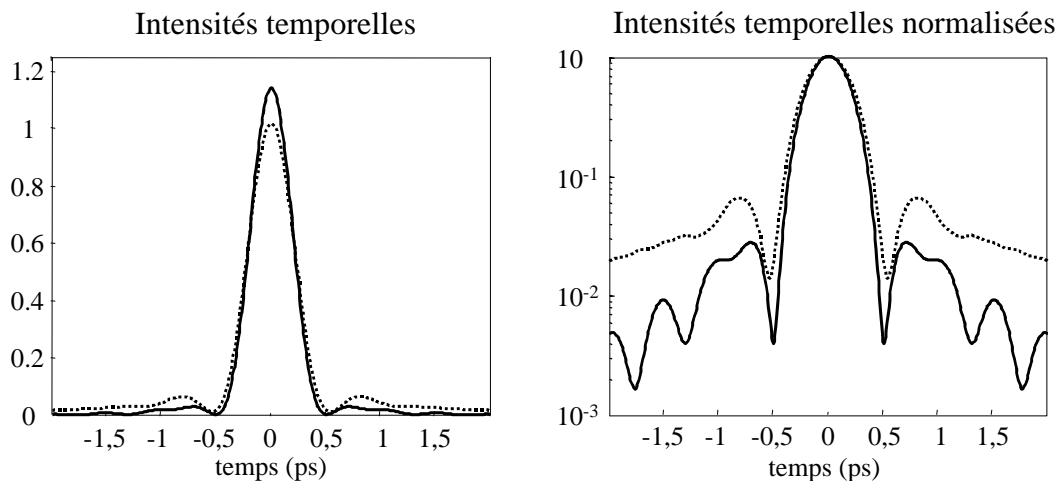 Intensités temporelles
1.2
1
0.8
0.6
0.4
0.2
0
-1,5 -1 -0,5 0 0,5 1 1,5
temps (ps)
Intensités temporelles normalisées
10
10-1
10-2
10-3
-1,5 -1 -0,5 0 0,5 1 1,5
temps (ps)